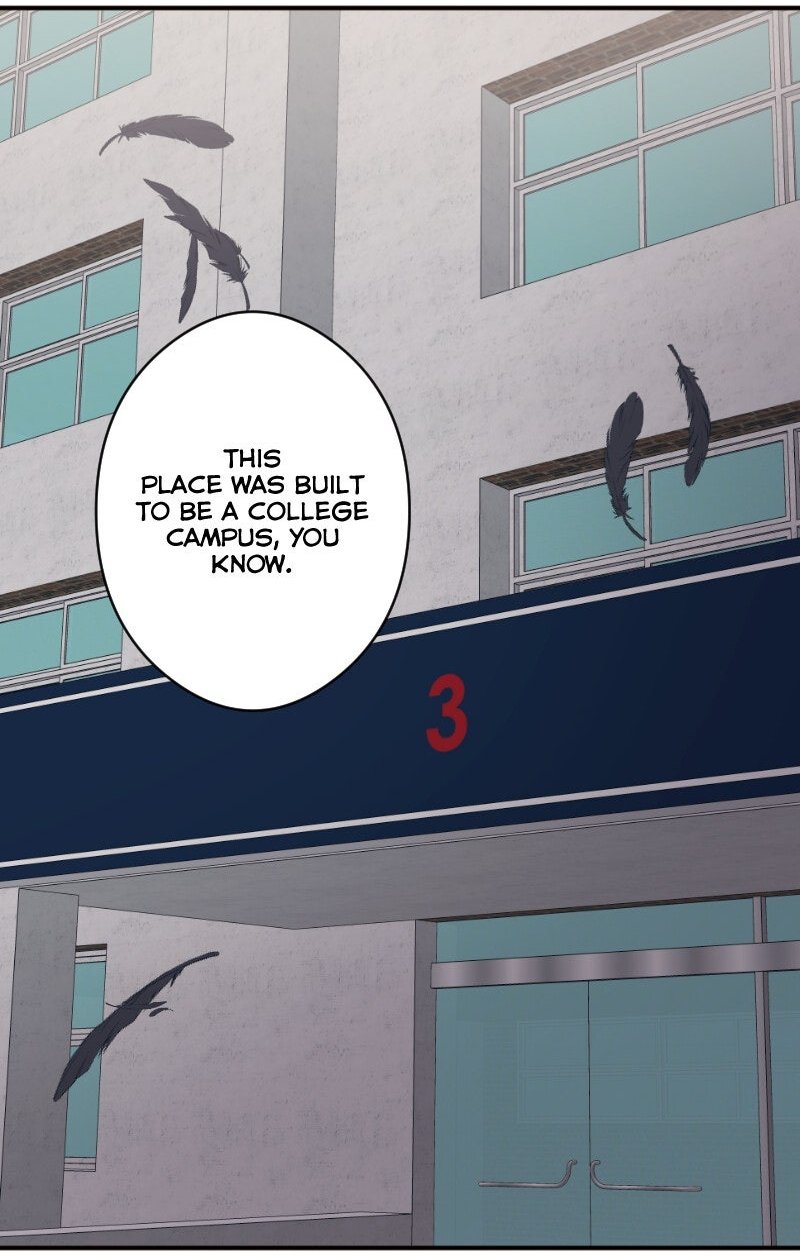 THIS
PLACE WAS BUILT
TO BE A COLLEGE
CAMPUS, YOU
KNOW.
3